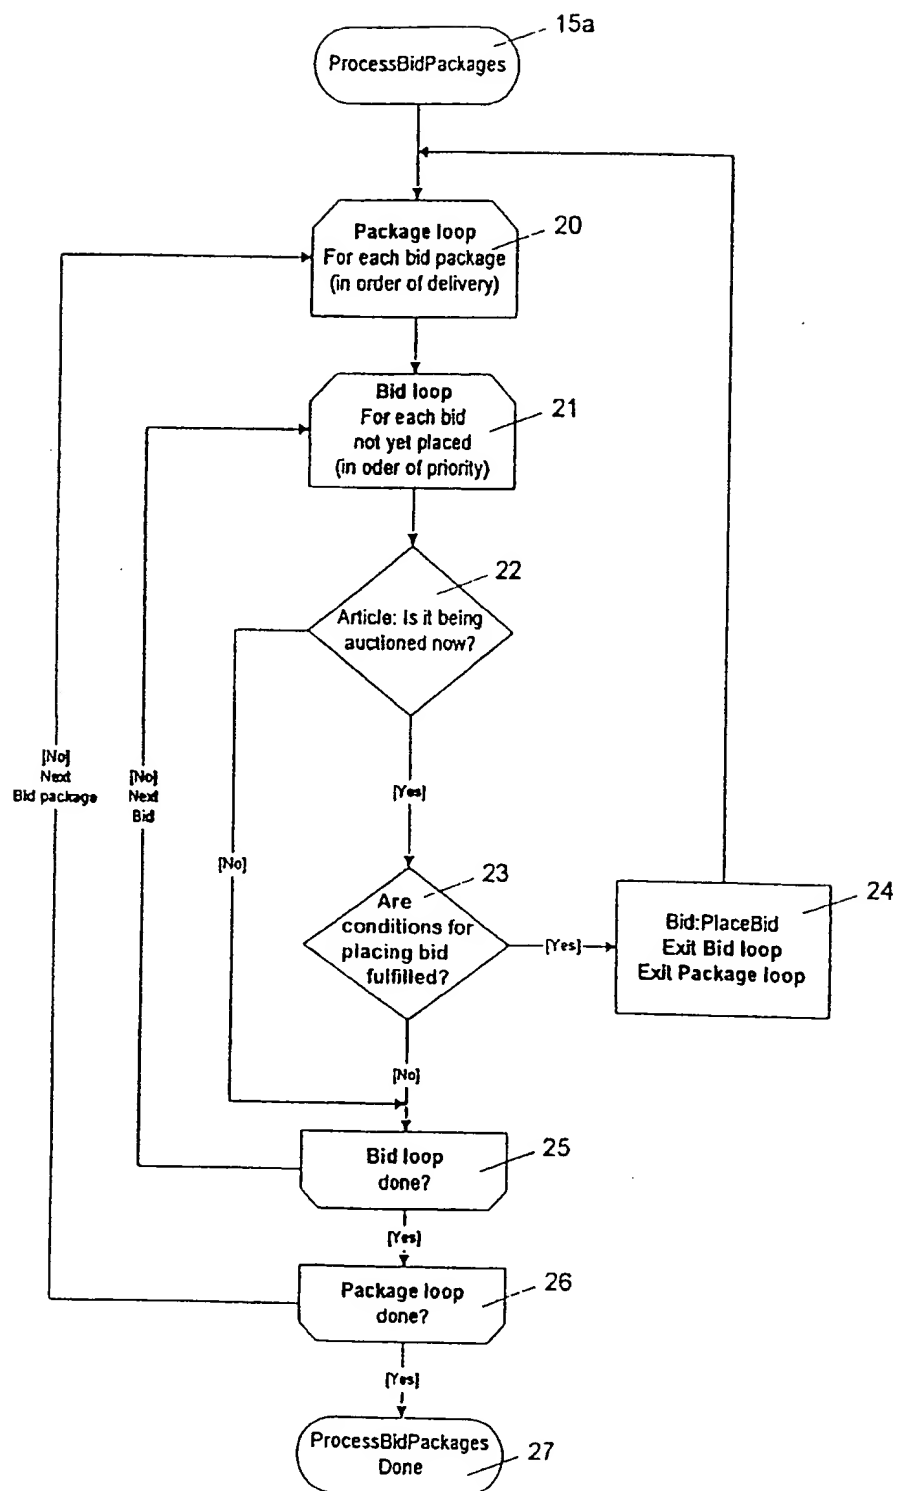 15a
ProcessBidPackages
20
Package loop
For each bid package
(in order of delivery)
21
Bid loop
For each bid
not yet placed
(in oder of priority)
22
Article: Is it being
auctioned now?
[No]
Next
Bid package
[No]
Next
Bid
[Yes]
[No]
23
Are
conditions for
placing bid
fulfilled?
[Yes]
24
Bid:PlaceBid
Exit Bid loop
Exit Package loop
[No]
25
Bid loop
done?
[Yes]
26
Package loop
done?
[Yes]
ProcessBidPackages
Done
27